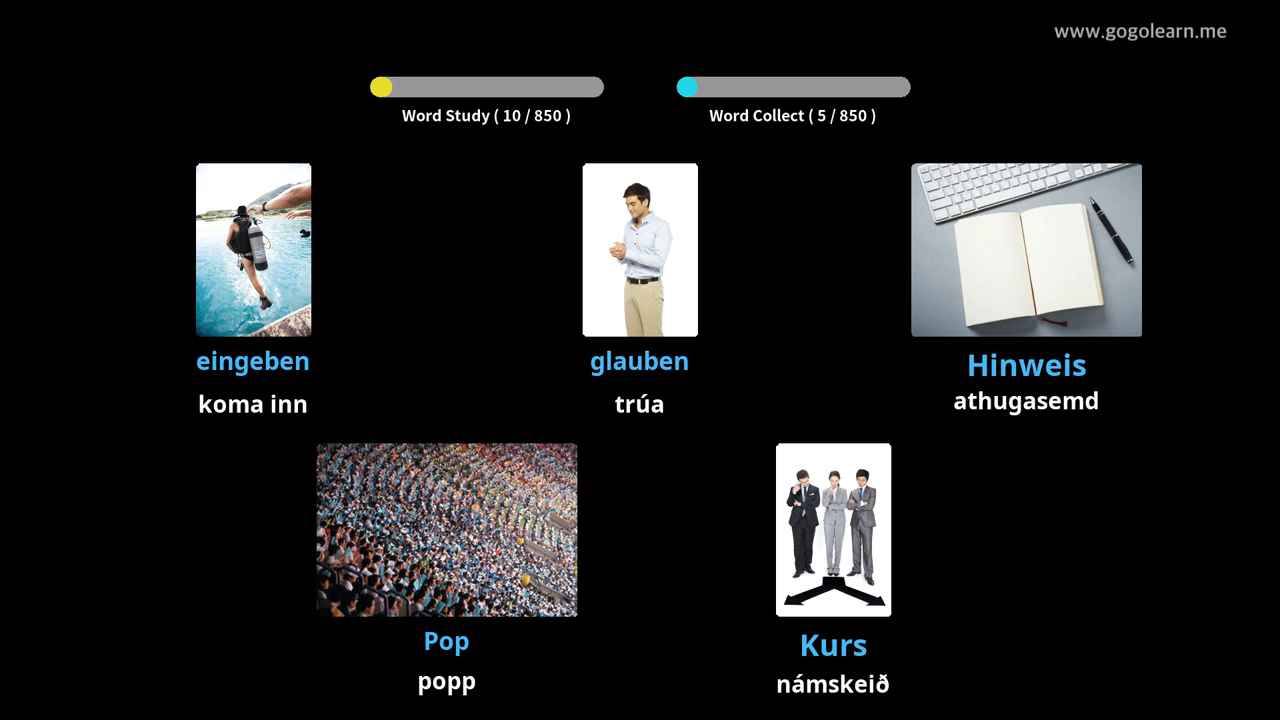 www.gogolearn.me
Word Study ( 10 / 850 )
Word Collect ( 5 / 850 )
eingeben
koma inn
glauben
trúa
Hinweis
athugasemd
Pop
popp
Kurs
námskeið